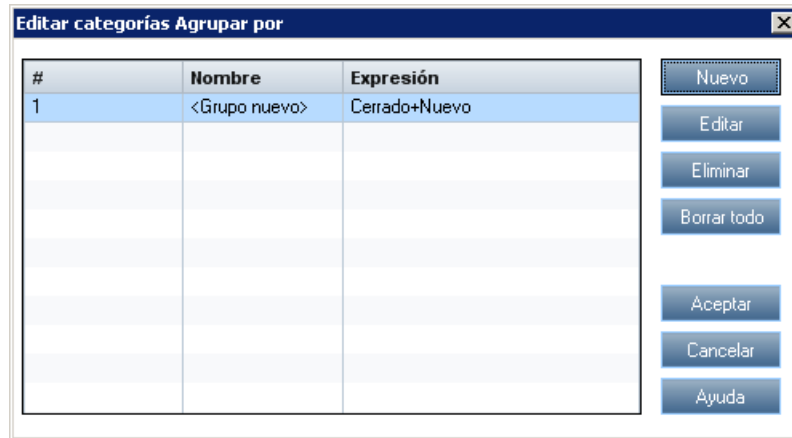 Editar categorías Agrupar por
# Nombre Expresión
1 <Grupo nuevo> Cerrado+Nuevo
Nuevo
Editar
Eliminar
Borrar todo
Aceptar
Cancelar
Ayuda